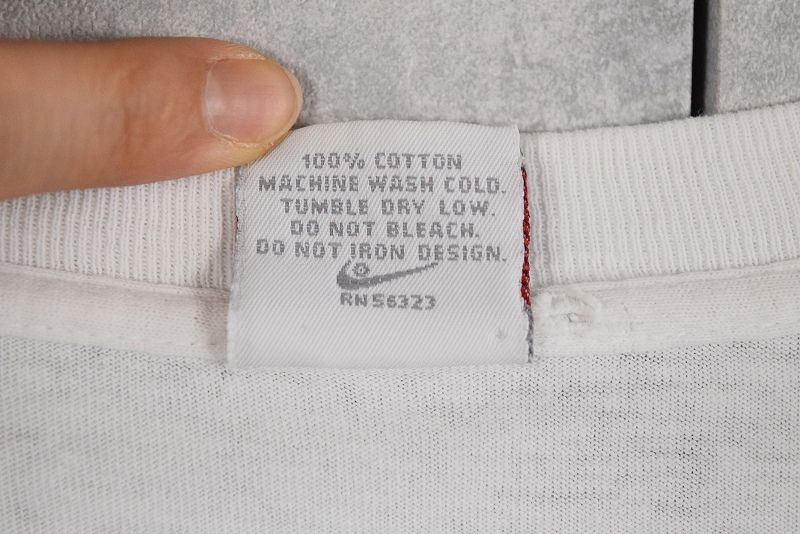 100% COTTON
MACHINE WASH COLD.
TUMBLE DRY LOW.
DO NOT BLEACH.
DO NOT IRON DESIGN.
RN56323